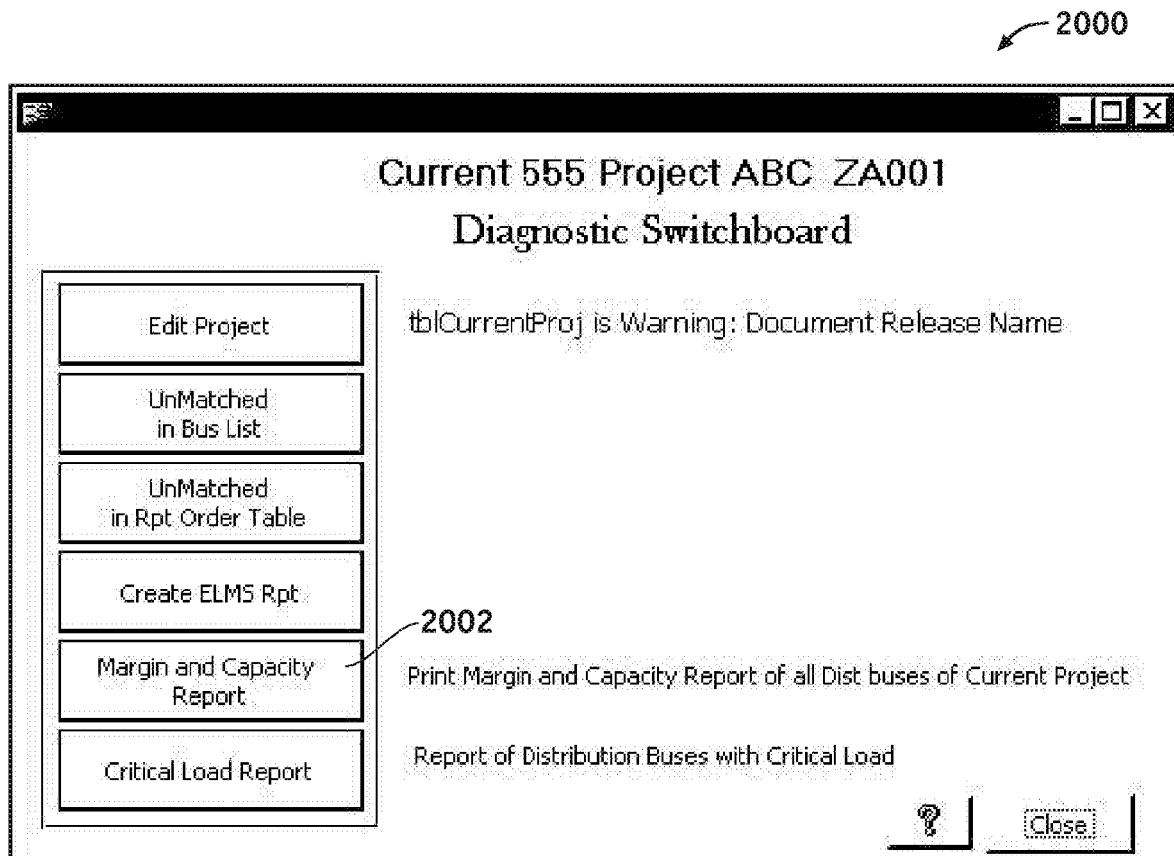 2000
Current 555 Project ABC ZA001
Diagnostic Switchboard
Edit Project
tblCurrentProj is Warning: Document Release Name
UnMatched
in Bus List
UnMatched
in Rpt Order Table
Create ELMS Rpt
2002
Margin and Capacity
Report
Print Margin and Capacity Report of all Dist buses of Current Project
Critical Load Report
Report of Distribution Buses with Critical Load
?
Close